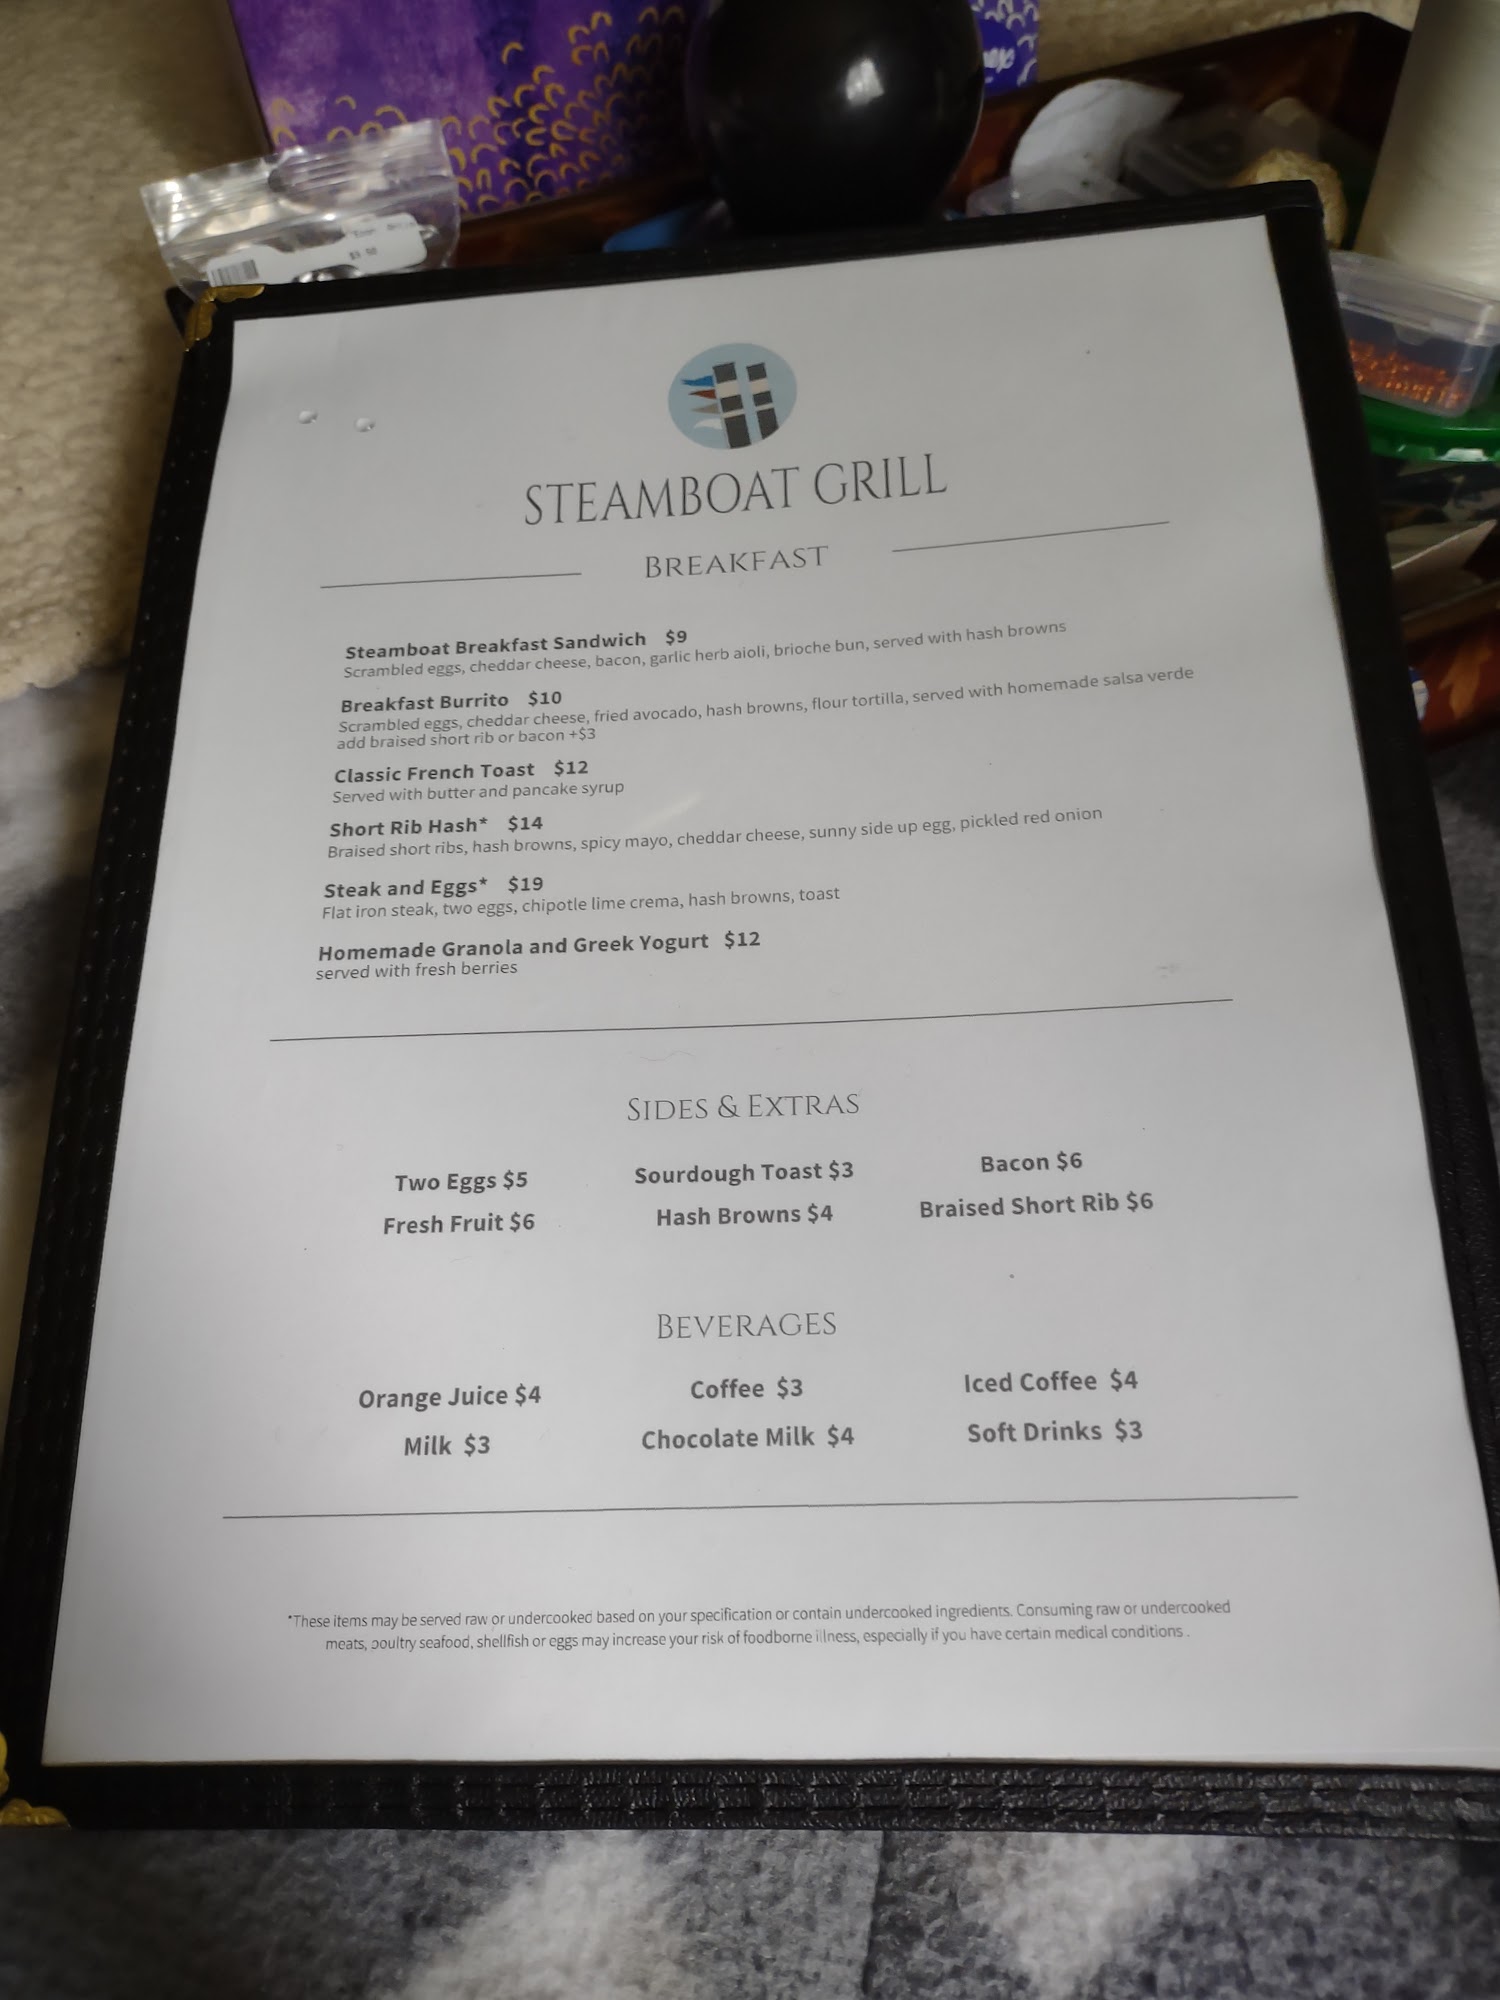 STEAMBOAT GRILL
BREAKFAST
Steamboat Breakfast Sandwich $9
Scrambled eggs, cheddar cheese, bacon, garlic herb aioli, brioche bun, served with hash browns
Breakfast Burrito $10
Scrambled eggs, cheddar cheese, fried avocado, hash browns, flour tortilla, served with homemade salsa verde
add braised short rib or bacon +$3
Classic French Toast $12
Served with butter and pancake syrup
Short Rib Hash* $14
Braised short ribs, hash browns, spicy mayo, cheddar cheese, sunny side up egg, pickled red onion
Steak and Eggs* $19
Flat iron steak, two eggs, chipotle lime crema, hash browns, toast
Homemade Granola and Greek Yogurt $12
served with fresh berries
SIDES & EXTRAS
Two Eggs $5 Sourdough Toast $3 Bacon $6
Fresh Fruit $6 Hash Browns $4 Braised Short Rib $6
BEVERAGES
Orange Juice $4 Coffee $3 Iced Coffee $4
Milk $3 Chocolate Milk $4 Soft Drinks $3
*These items may be served raw or undercooked based on your specification or contain undercooked ingredients. Consuming raw or undercooked
meats, poultry seafood, shellfish or eggs may increase your risk of foodborne illness, especially if you have certain medical conditions .